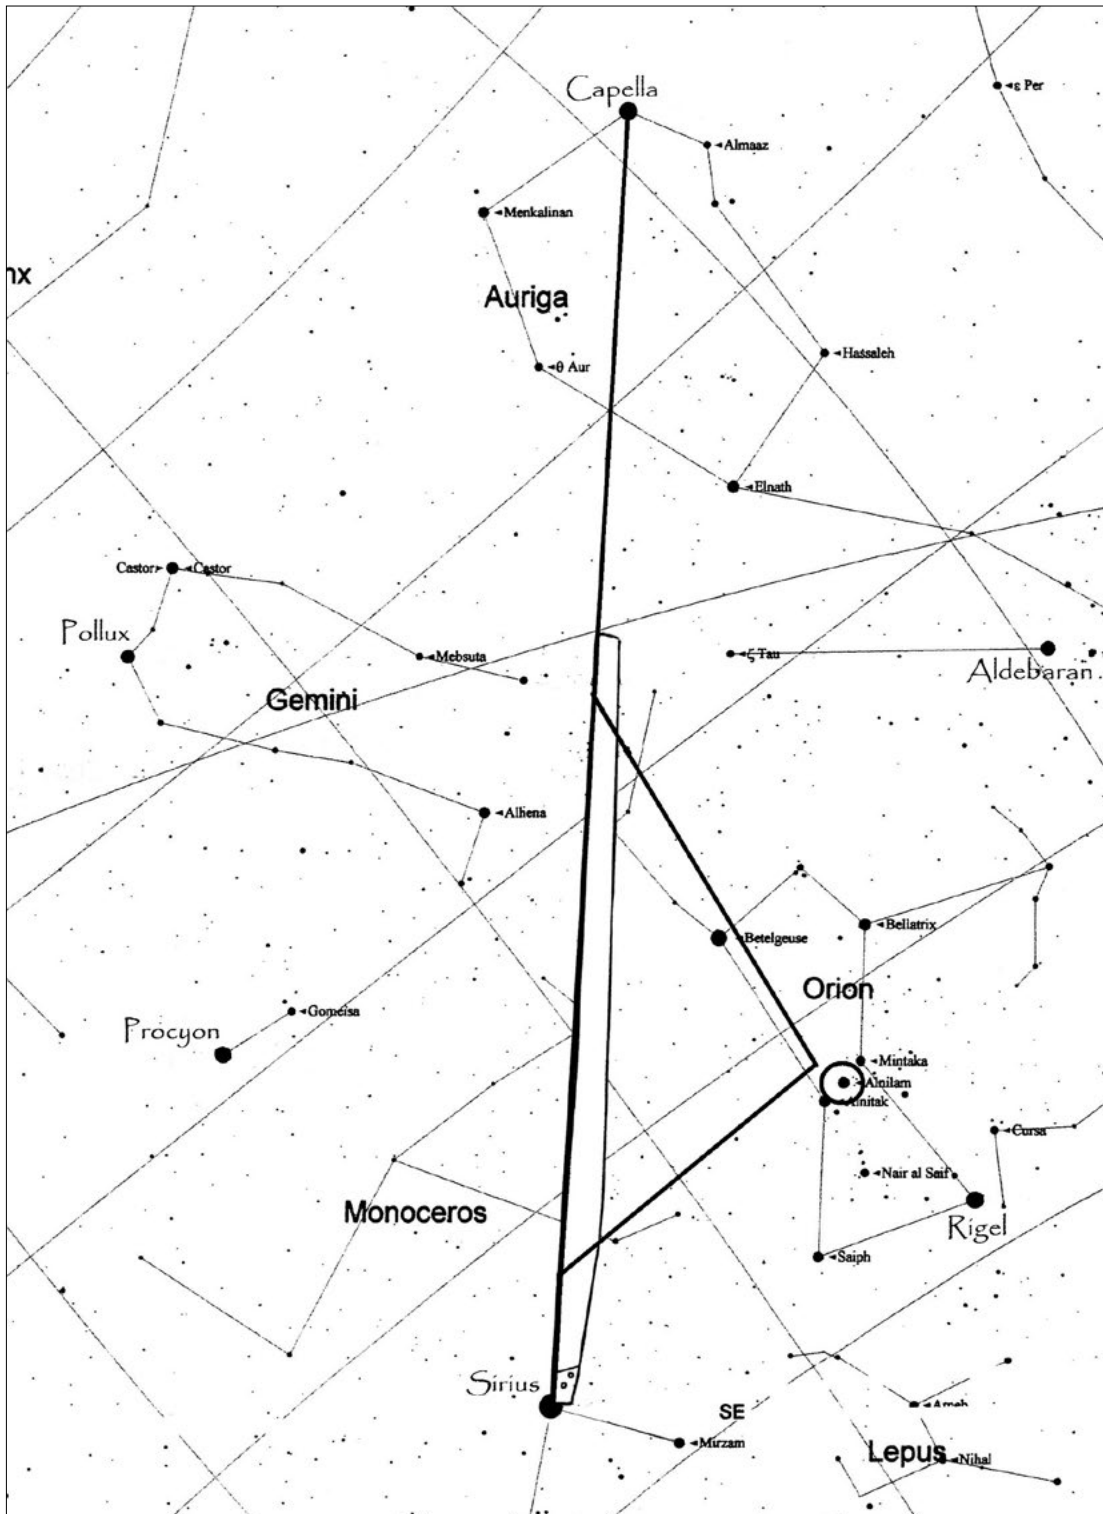 Capella
◄ε Per
◄Almaaz
◄Menkalinan
nx
Auriga
◄Hassaleh
◄θ Aur
◄Elnath
Castor► ◄Castor
Pollux
◄Mebsuta
◄ζ Tau
Aldebaran
Gemini
◄Alhena
◄Bellatrix
◄Betelgeuse
Orion
◄Gomeisa
Procyon
◄Mintaka
◄Alnilam
◄Alnitak
◄Cursa
◄Nair al Saif
Monoceros
Rigel
◄Saiph
Sirius
SE
◄Mirzam
Lepus
◄Nihal